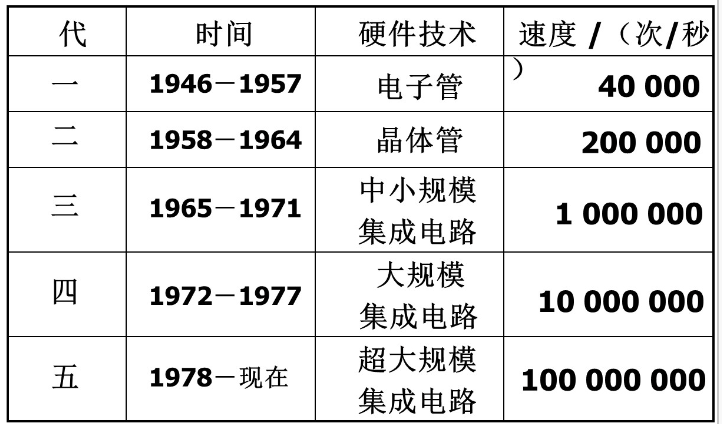 代 时间 硬件技术 速度 /（次/秒）
一 1946－1957 电子管 40 000
二 1958－1964 晶体管 200 000
三 1965－1971 中小规模
集成电路 1 000 000
四 1972－1977 大规模
集成电路 10 000 000
五 1978－现在 超大规模
集成电路 100 000 000